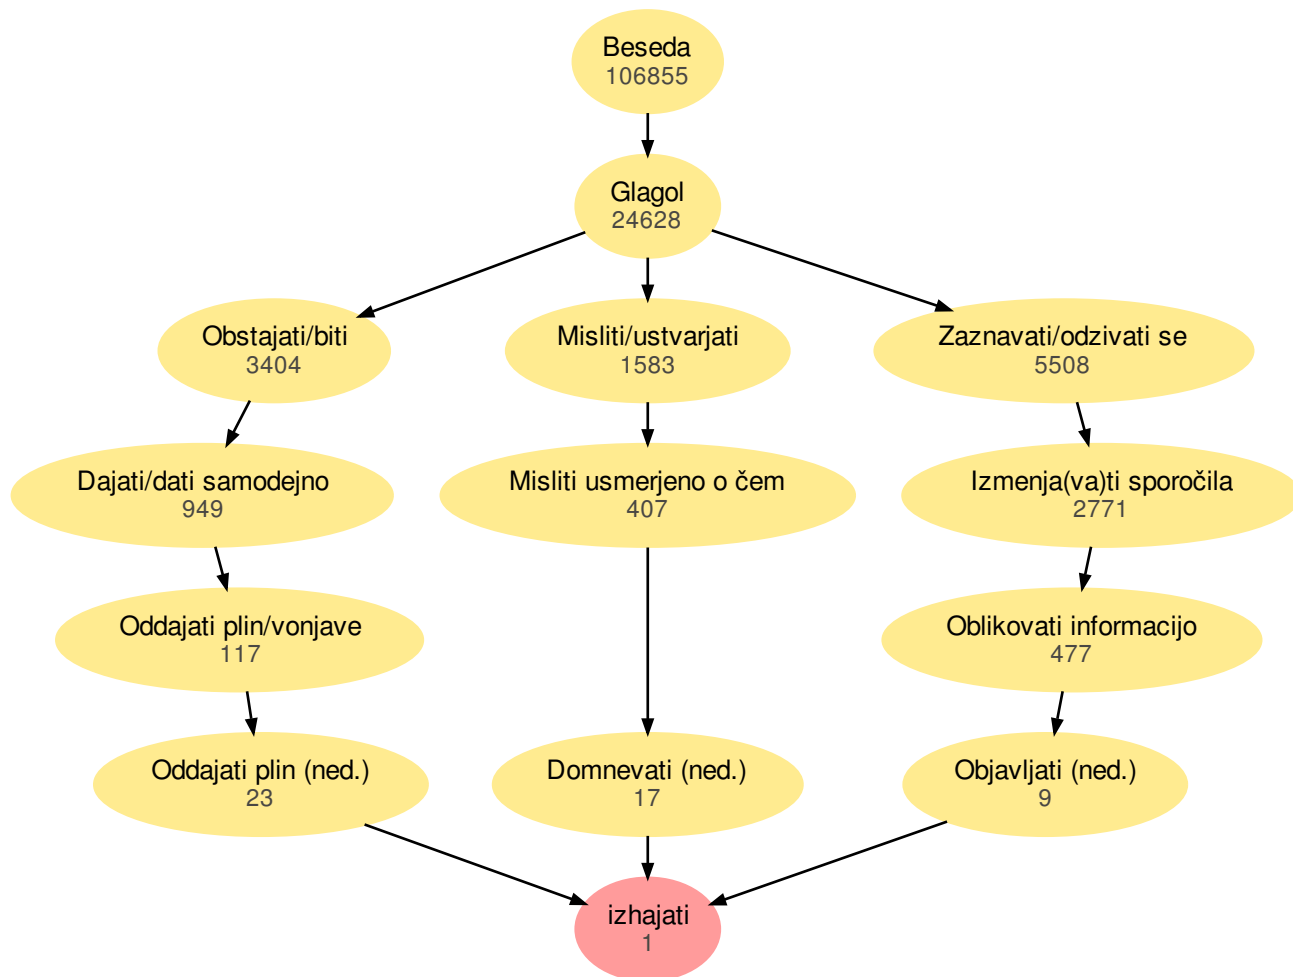 Beseda
106855
Glagol
24628
Obstajati/biti
3404
Misliti/ustvarjati
1583
Zaznavati/odzivati se
5508
Dajati/dati samodejno
949
Misliti usmerjeno o čem
407
Izmenja(va)ti sporočila
2771
Oddajati plin/vonjave
117
Oblikovati informacijo
477
Oddajati plin (ned.)
23
Domnevati (ned.)
17
Objavljati (ned.)
9
izhajati
1